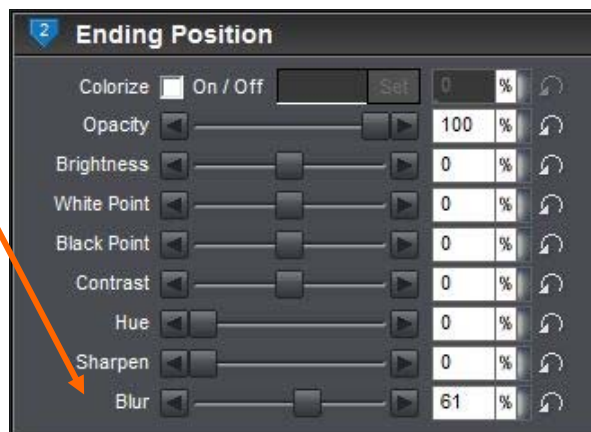 2 Ending Position
Colorize On / Off Set 0 %
Opacity 100 %
Brightness 0 %
White Point 0 %
Black Point 0 %
Contrast 0 %
Hue 0 %
Sharpen 0 %
Blur 61 %